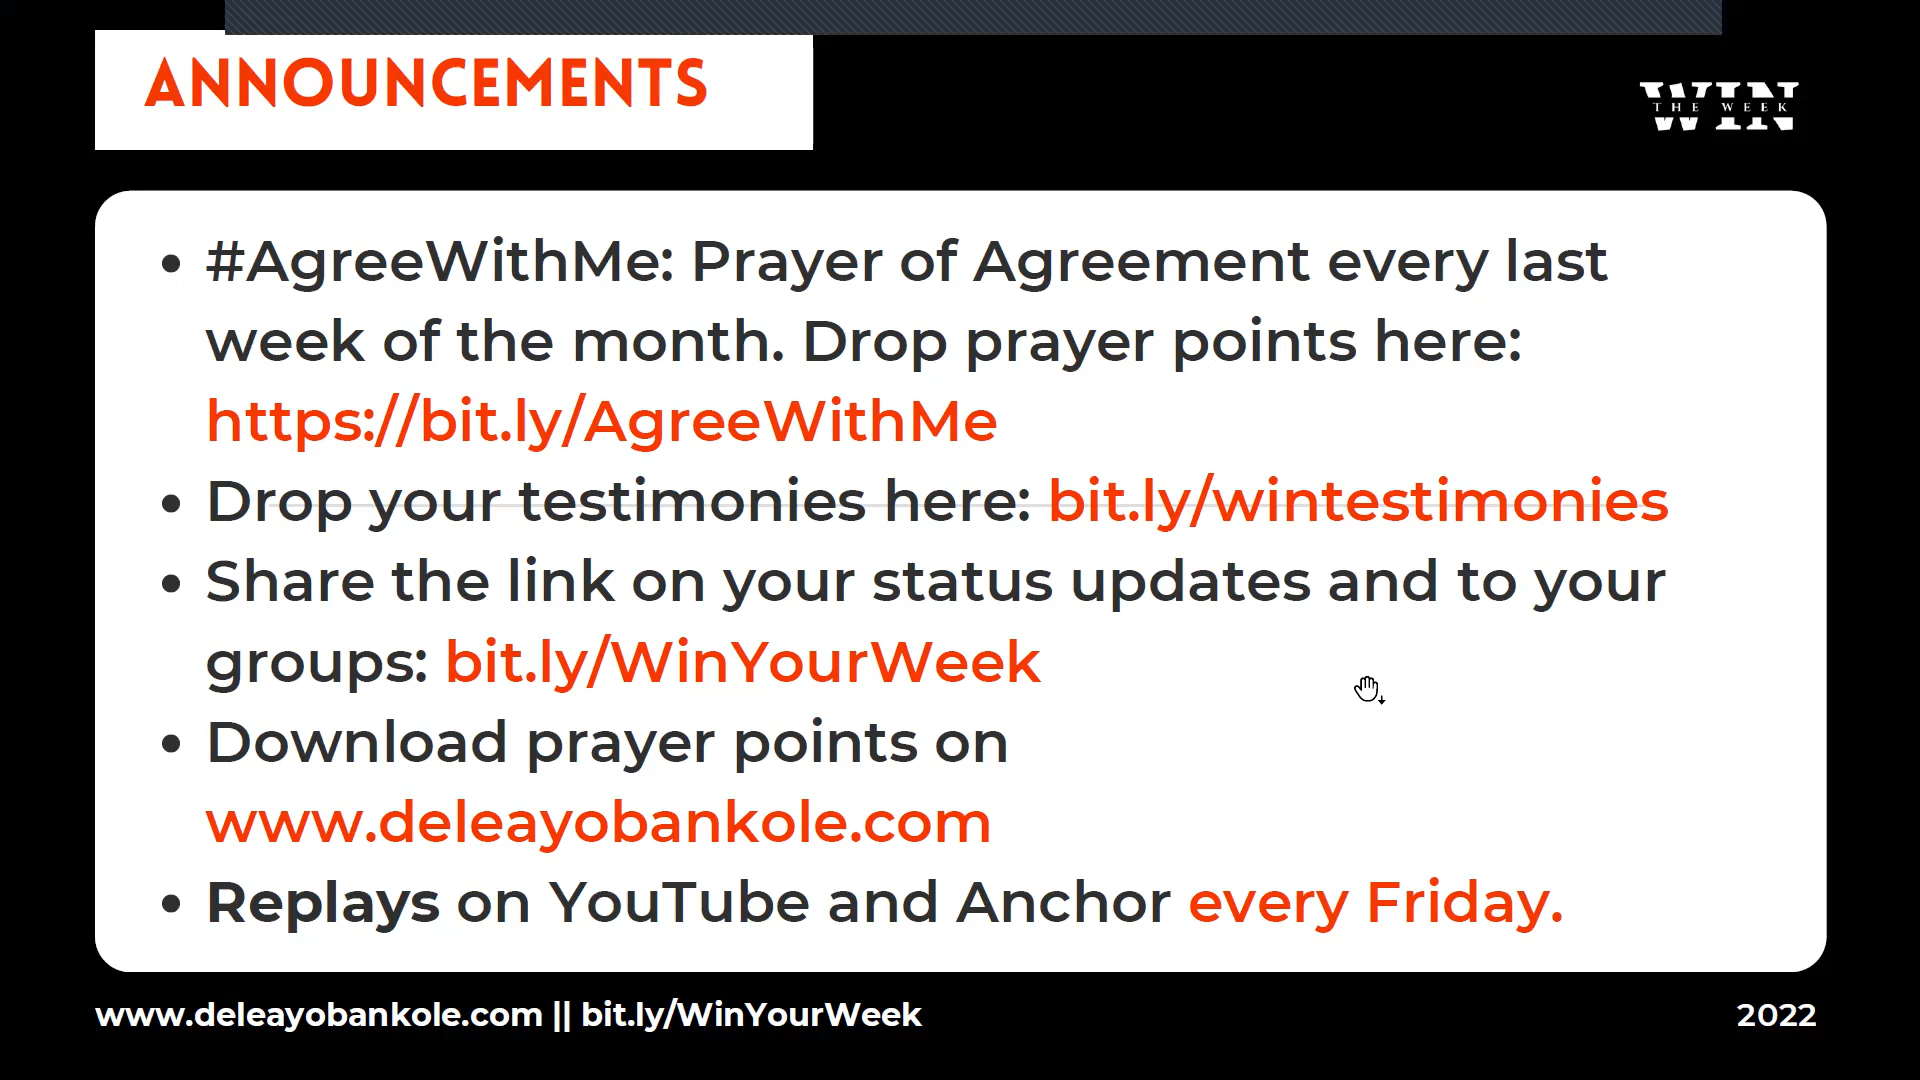 ANNOUNCEMENTS
WIN
THE WEEK
• #AgreeWithMe: Prayer of Agreement every last
week of the month. Drop prayer points here:
https://bit.ly/AgreeWithMe
• Drop your testimonies here: bit.ly/wintestimonies
• Share the link on your status updates and to your
groups: bit.ly/WinYourWeek
• Download prayer points on
www.deleayobankole.com
• Replays on YouTube and Anchor every Friday.
www.deleayobankole.com || bit.ly/WinYourWeek
2022